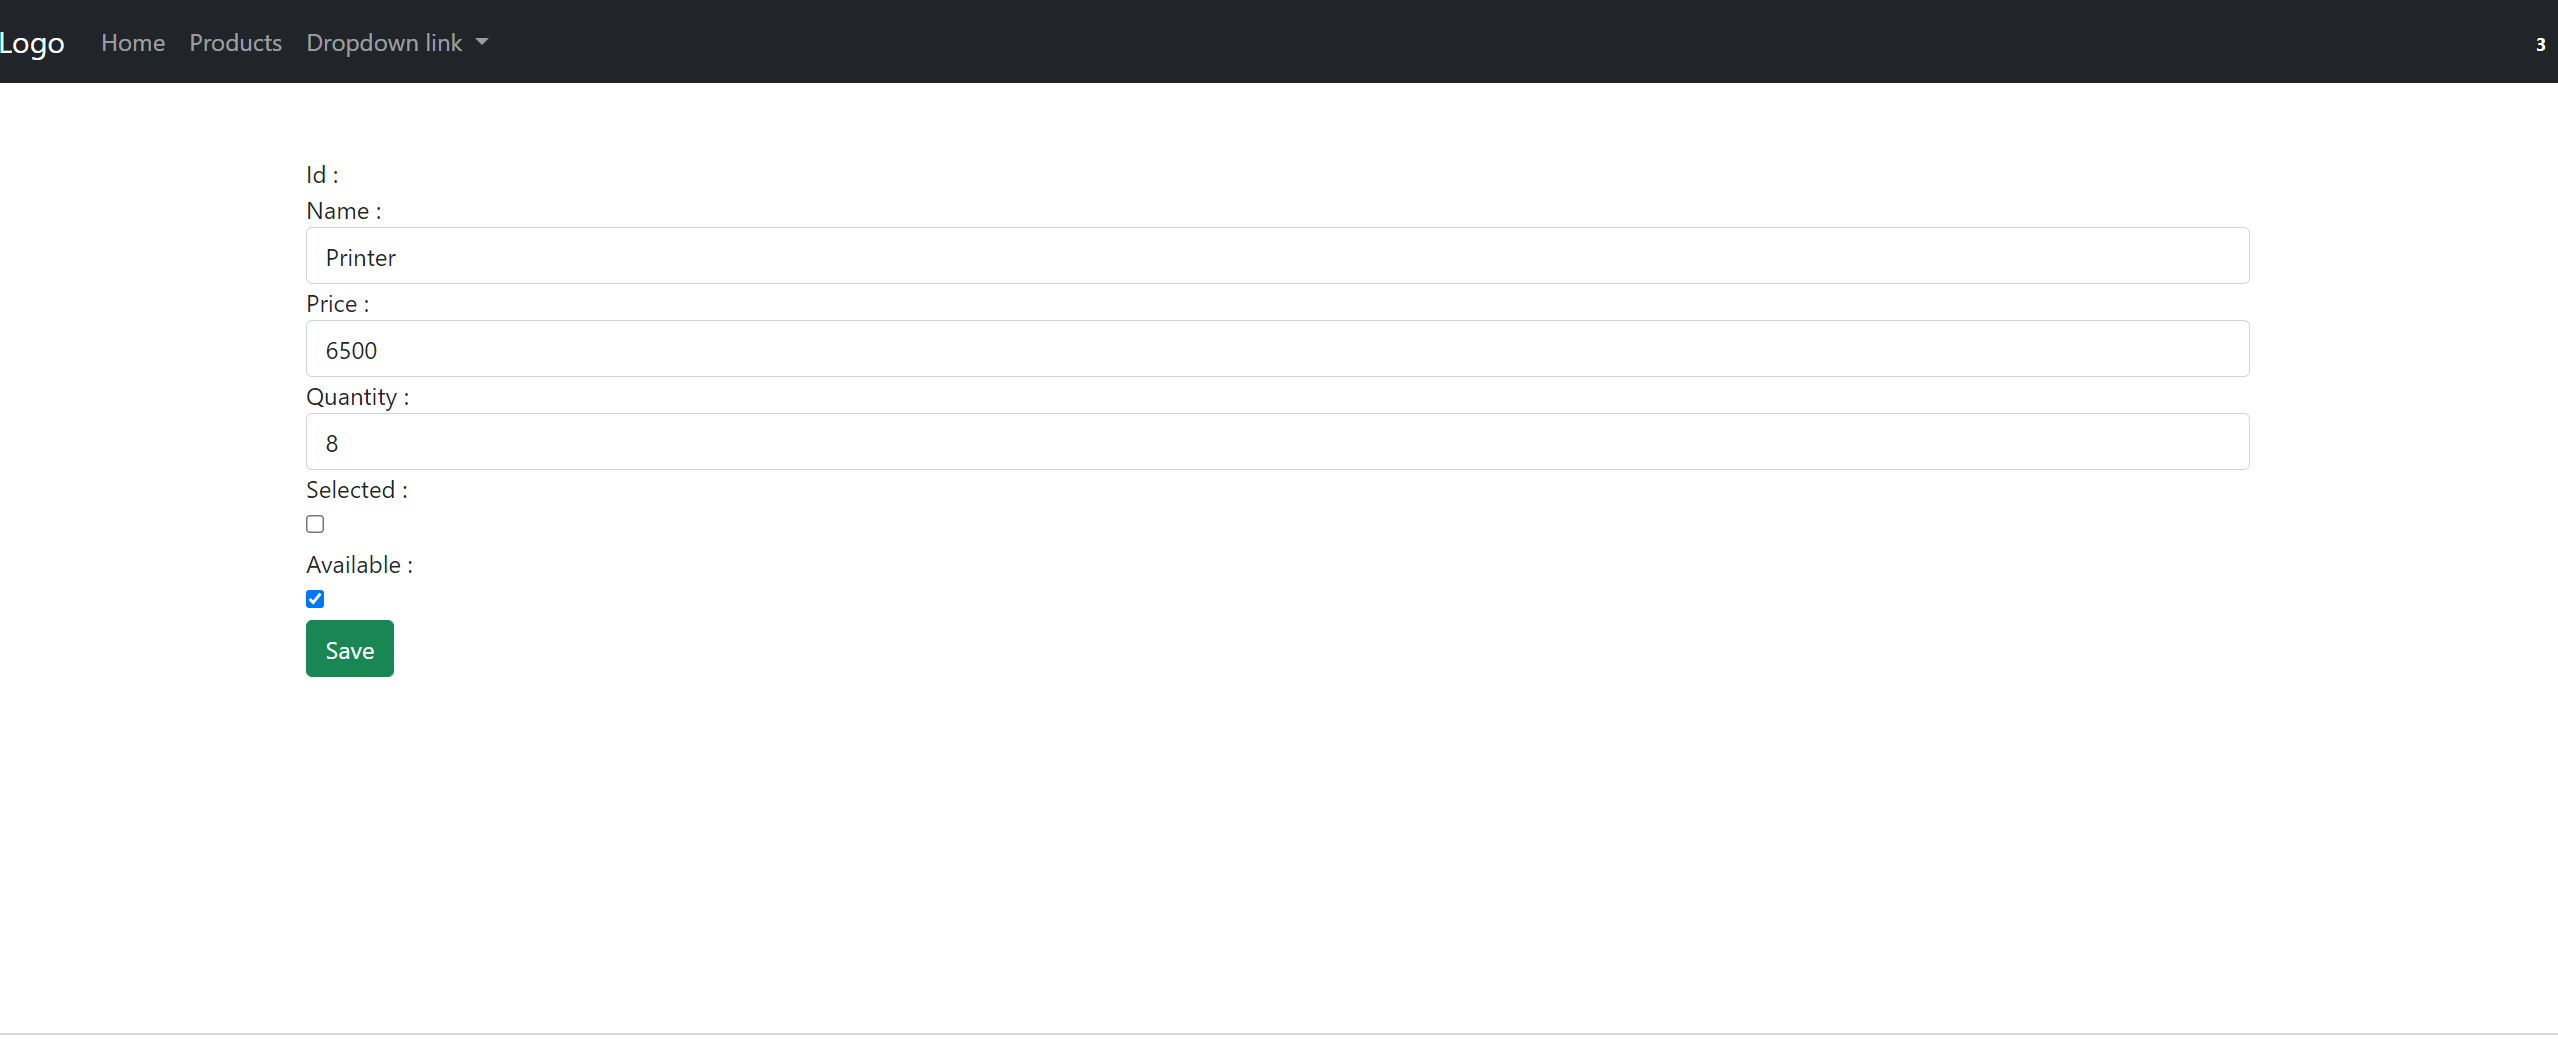 Logo Home Products Dropdown link 3
Id :
Name :
Printer
Price :
6500
Quantity :
8
Selected :
Available :
Save